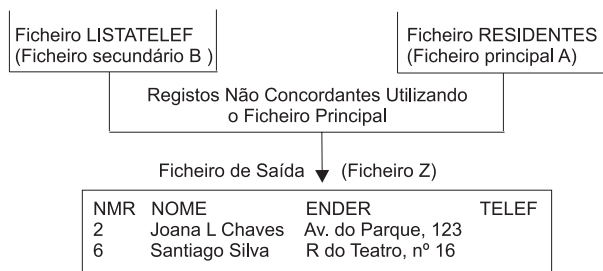 Ficheiro LISTATELEF
(Ficheiro secundário B )
Ficheiro RESIDENTES
(Ficheiro principal A)
Registos Não Concordantes Utilizando
o Ficheiro Principal
Ficheiro de Saída (Ficheiro Z)
NMR NOME ENDER TELEF
2 Joana L Chaves Av. do Parque, 123
6 Santiago Silva R do Teatro, nº 16